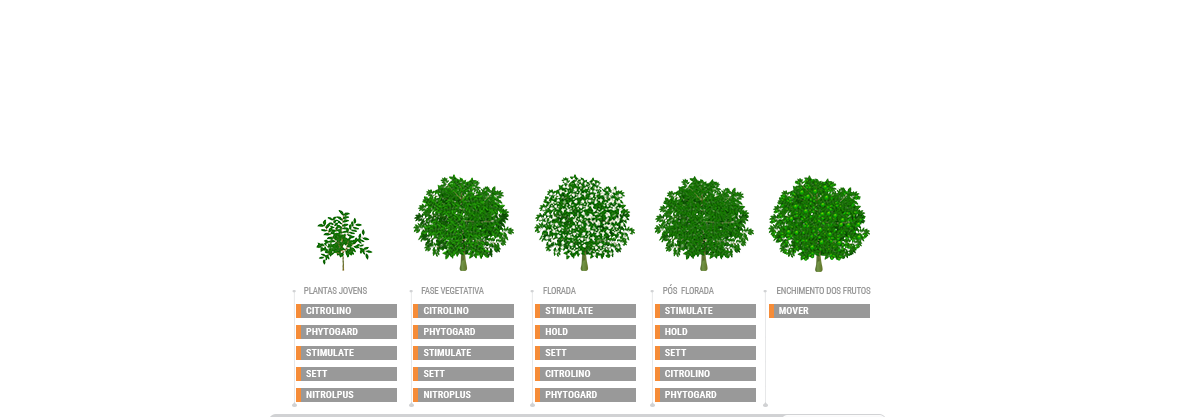 PLANTAS JOVENS
CITROLINO
PHYTOGARD
STIMULATE
SETT
NITROLPUS
FASE VEGETATIVA
CITROLINO
PHYTOGARD
STIMULATE
SETT
NITROPLUS
FLORADA
STIMULATE
HOLD
SETT
CITROLINO
PHYTOGARD
PÓS FLORADA
STIMULATE
HOLD
SETT
CITROLINO
PHYTOGARD
ENCHIMENTO DOS FRUTOS
MOVER